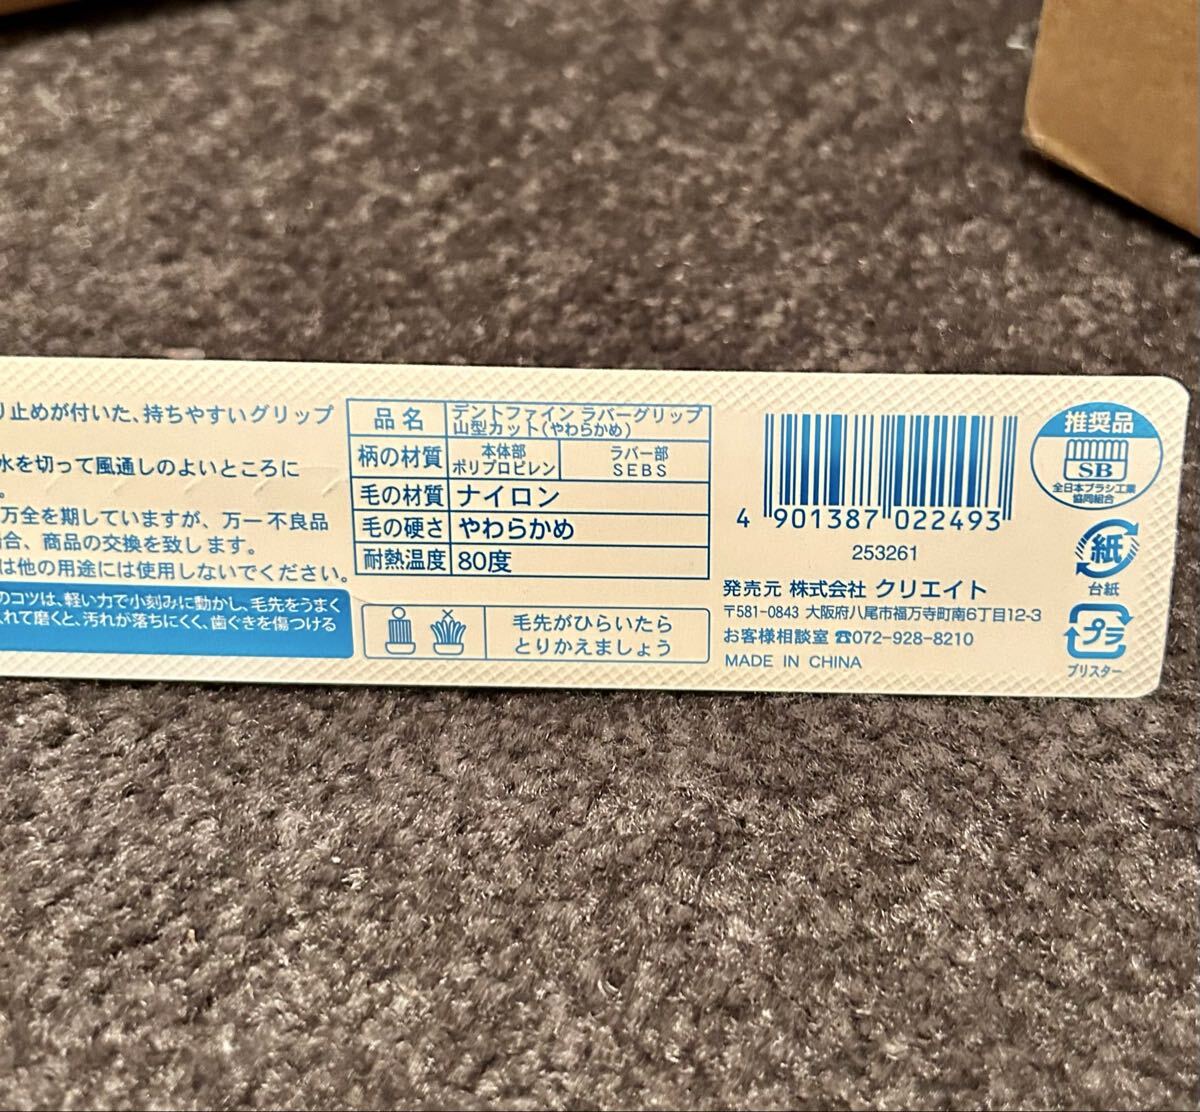 り止めが付いた、持ちやすいグリップ
水を切って風通しのよいところに
。
万全を期していますが、万一不良品
合、商品の交換を致します。
は他の用途には使用しないでください。
のコツは、軽い力で小刻みに動かし、毛先をうまく
れて磨くと、汚れが落ちにくく、歯ぐきを傷つける
品名 デントファイン ラバーグリップ
山型カット(やわらかめ)
柄の材質 本体部 ラバー部
ポリプロピレン SEBS
毛の材質 ナイロン
毛の硬さ やわらかめ
耐熱温度 80度
毛先がひらいたら
とりかえましょう
4 901387 022493
253261
発売元 株式会社 クリエイト
〒581-0843 大阪府八尾市福万寺町南6丁目12-3
お客様相談室 ☎072-928-8210
MADE IN CHINA
推奨品
SB
全日本ブラシ工業
協同組合
紙
台紙
プラ
ブリスター